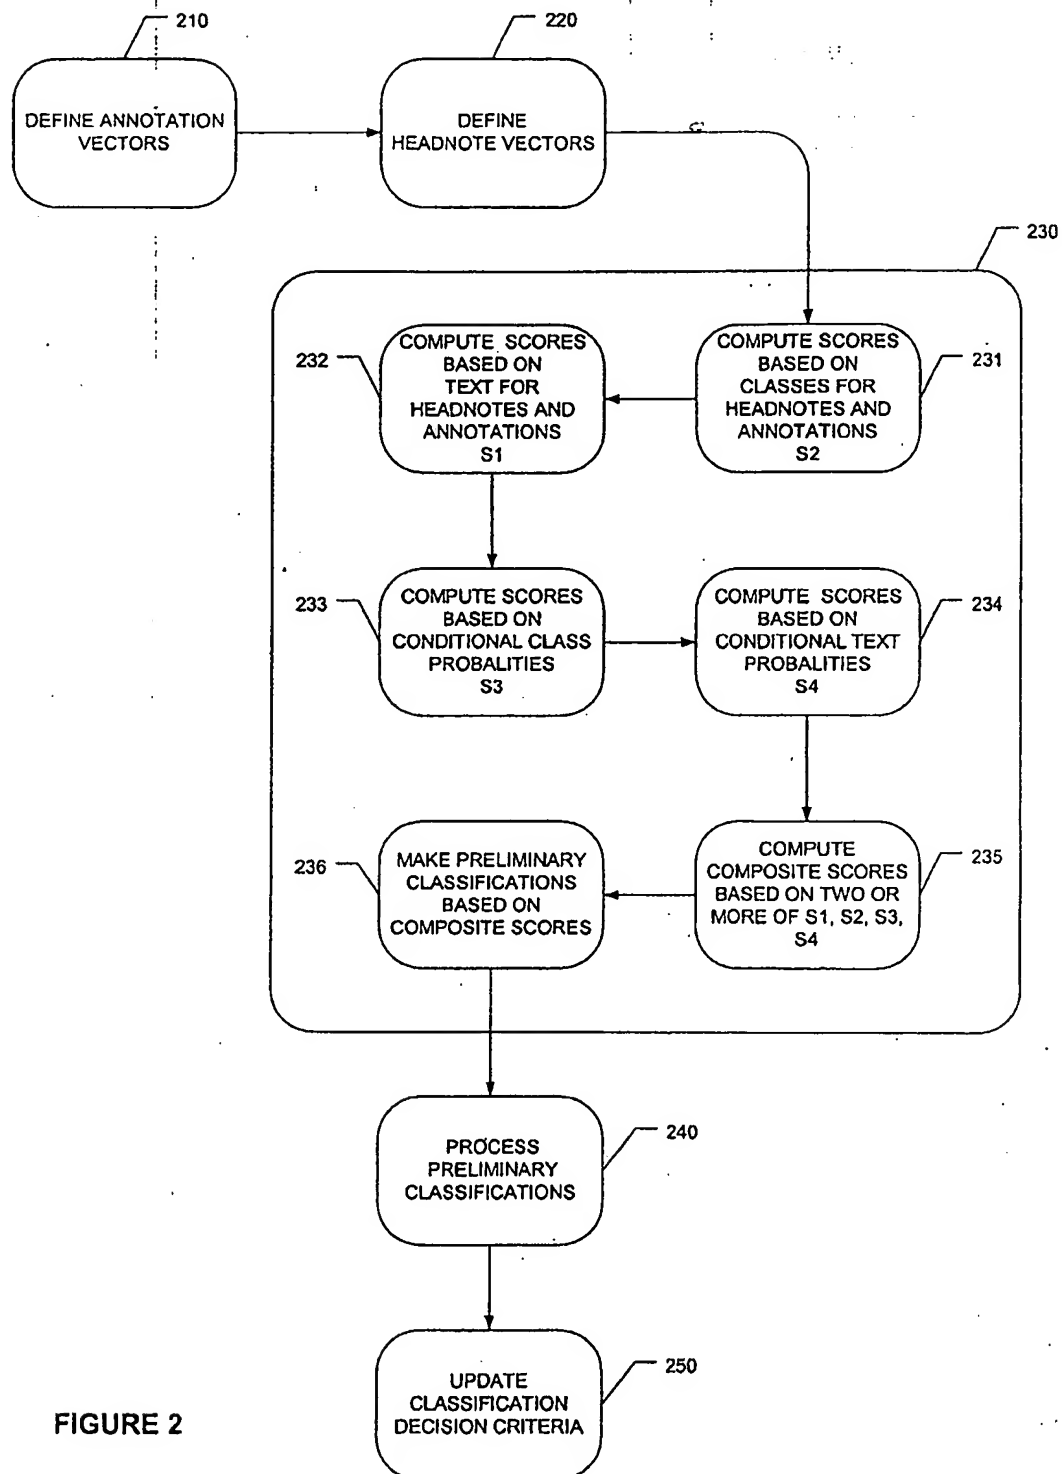 210
220
DEFINE ANNOTATION
VECTORS
DEFINE
HEADNOTE VECTORS
230
232
COMPUTE SCORES
BASED ON
TEXT FOR
HEADNOTES AND
ANNOTATIONS
S1
COMPUTE SCORES
BASED ON
CLASSES FOR
HEADNOTES AND
ANNOTATIONS
S2
231
233
COMPUTE SCORES
BASED ON
CONDITIONAL CLASS
PROBALITIES
S3
COMPUTE SCORES
BASED ON
CONDITIONAL TEXT
PROBALITIES
S4
234
236
MAKE PRELIMINARY
CLASSIFICATIONS
BASED ON
COMPOSITE SCORES
COMPUTE
COMPOSITE SCORES
BASED ON TWO OR
MORE OF S1, S2, S3,
S4
235
PROCESS
PRELIMINARY
CLASSIFICATIONS
240
UPDATE
CLASSIFICATION
DECISION CRITERIA
250
FIGURE 2